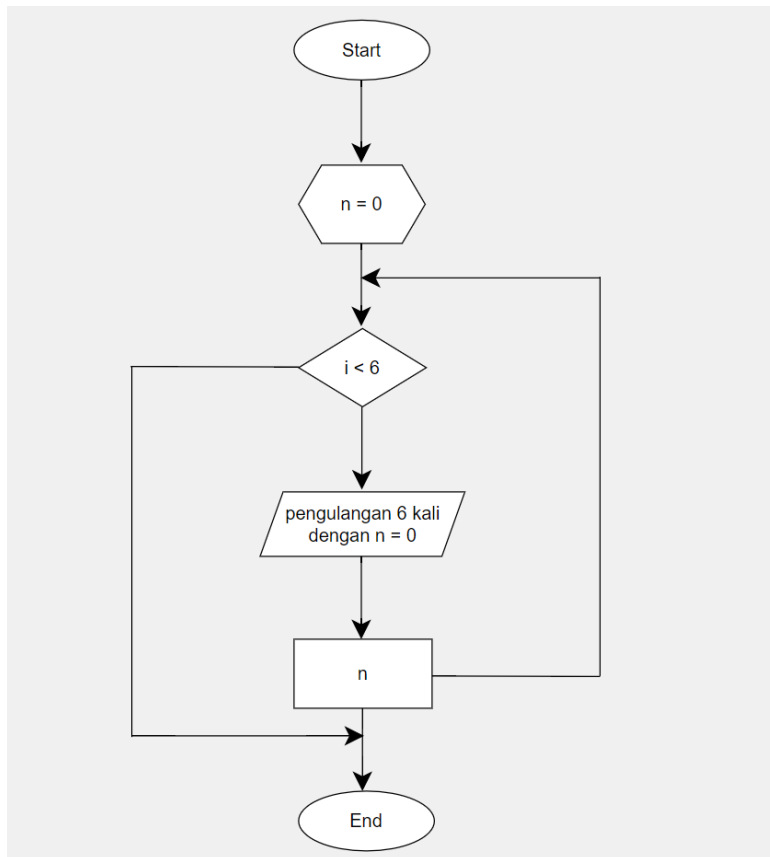 Start
n = 0
i < 6
pengulangan 6 kali
dengan n = 0
n
End